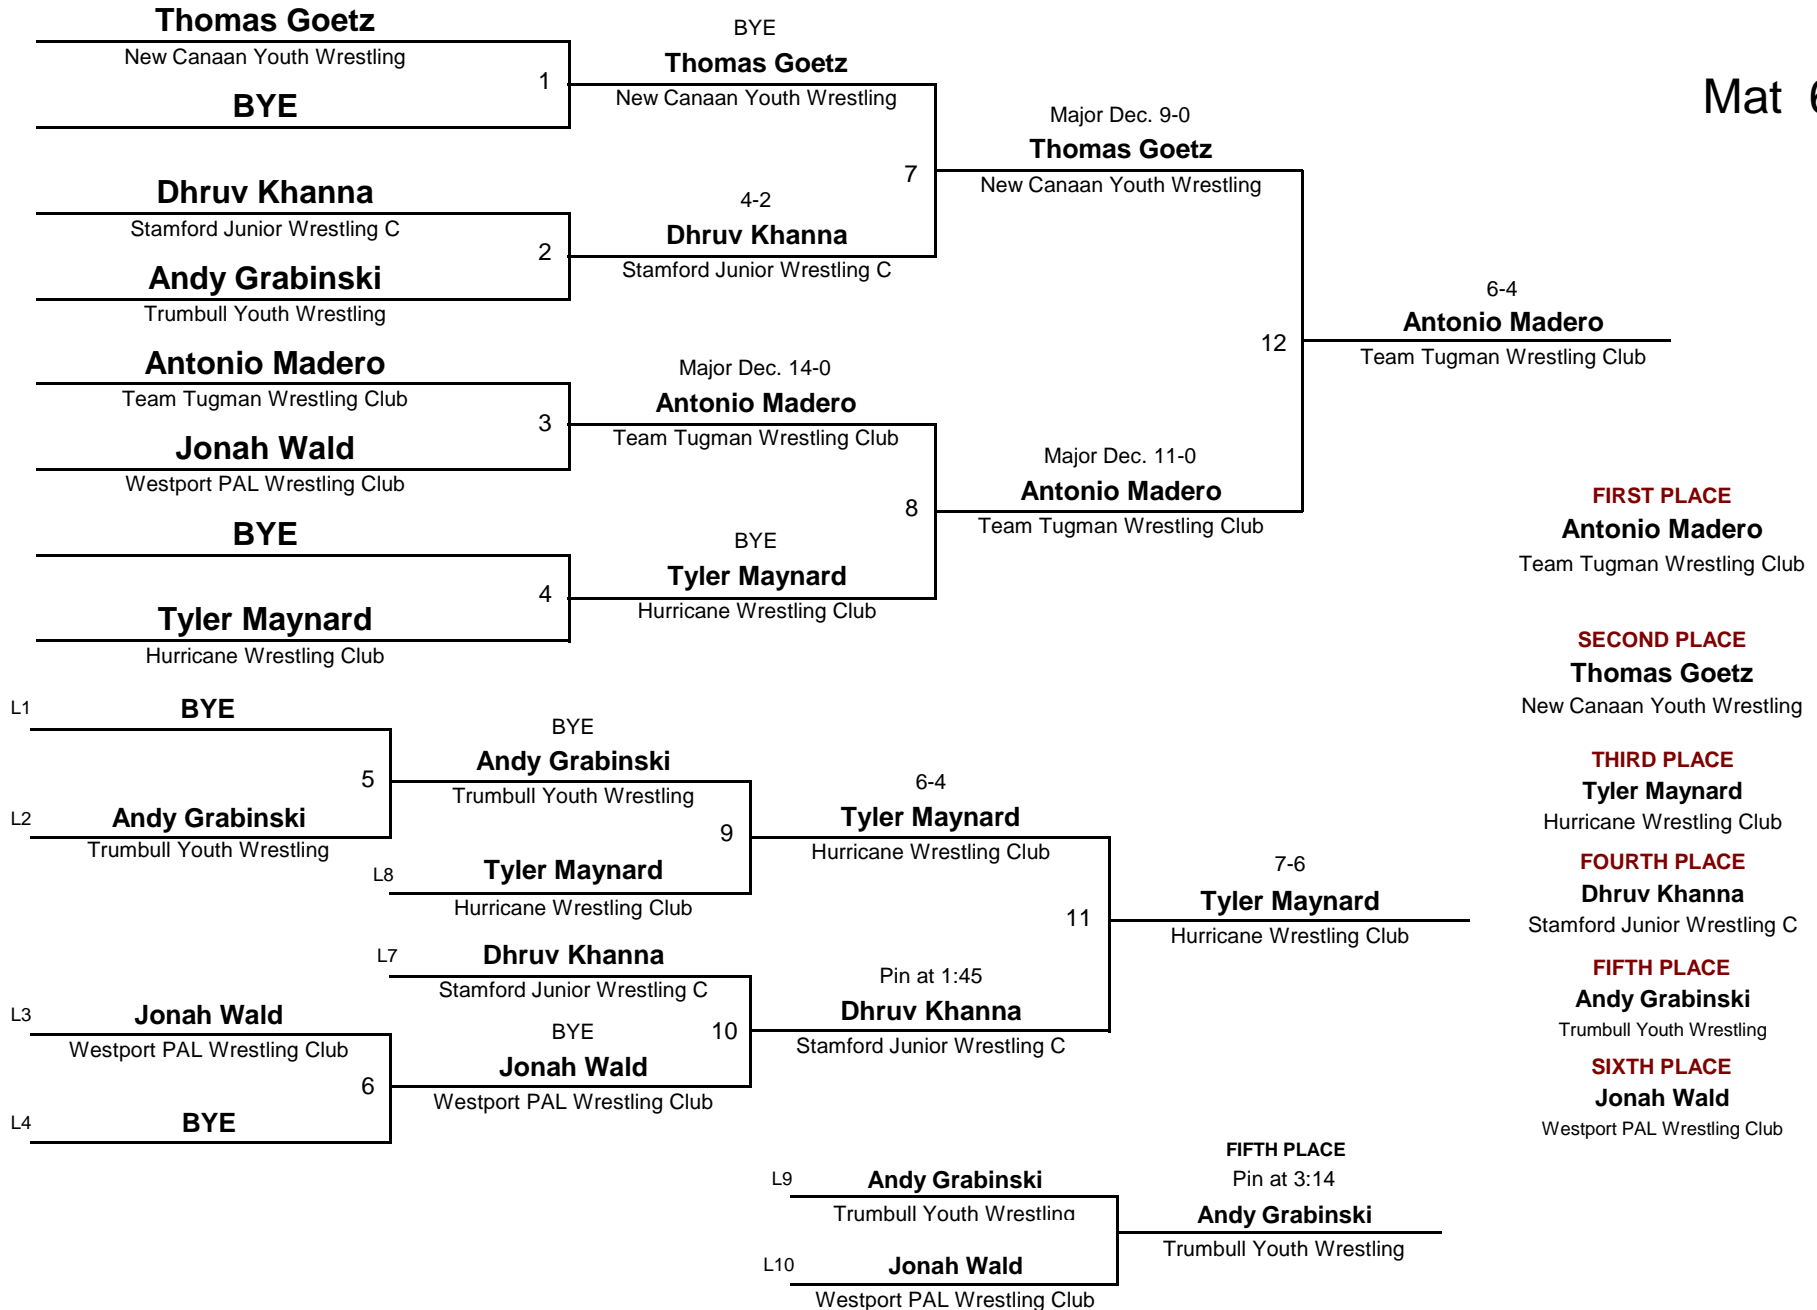 Thomas Goetz
New Canaan Youth Wrestling
1
BYE
BYE
Thomas Goetz
New Canaan Youth Wrestling
Mat 6
Dhruv Khanna
Stamford Junior Wrestling C
2
Andy Grabinski
Trumbull Youth Wrestling
4-2
Dhruv Khanna
Stamford Junior Wrestling C
7
Major Dec. 9-0
Thomas Goetz
New Canaan Youth Wrestling
Antonio Madero
Team Tugman Wrestling Club
3
Jonah Wald
Westport PAL Wrestling Club
Major Dec. 14-0
Antonio Madero
Team Tugman Wrestling Club
BYE
4
Tyler Maynard
Hurricane Wrestling Club
BYE
Tyler Maynard
Hurricane Wrestling Club
8
Major Dec. 11-0
Antonio Madero
Team Tugman Wrestling Club
12
6-4
Antonio Madero
Team Tugman Wrestling Club
FIRST PLACE
Antonio Madero
Team Tugman Wrestling Club
SECOND PLACE
Thomas Goetz
New Canaan Youth Wrestling
THIRD PLACE
Tyler Maynard
Hurricane Wrestling Club
FOURTH PLACE
Dhruv Khanna
Stamford Junior Wrestling C
FIFTH PLACE
Andy Grabinski
Trumbull Youth Wrestling
SIXTH PLACE
Jonah Wald
Westport PAL Wrestling Club
L1 BYE
5
L2 Andy Grabinski
Trumbull Youth Wrestling
BYE
Andy Grabinski
Trumbull Youth Wrestling
9
L8 Tyler Maynard
Hurricane Wrestling Club
6-4
Tyler Maynard
Hurricane Wrestling Club
L7 Dhruv Khanna
Stamford Junior Wrestling C
L3 Jonah Wald
Westport PAL Wrestling Club
6
L4 BYE
BYE
10
Jonah Wald
Westport PAL Wrestling Club
Pin at 1:45
Dhruv Khanna
Stamford Junior Wrestling C
11
7-6
Tyler Maynard
Hurricane Wrestling Club
L9 Andy Grabinski
Trumbull Youth Wrestling
L10 Jonah Wald
Westport PAL Wrestling Club
FIFTH PLACE
Pin at 3:14
Andy Grabinski
Trumbull Youth Wrestling